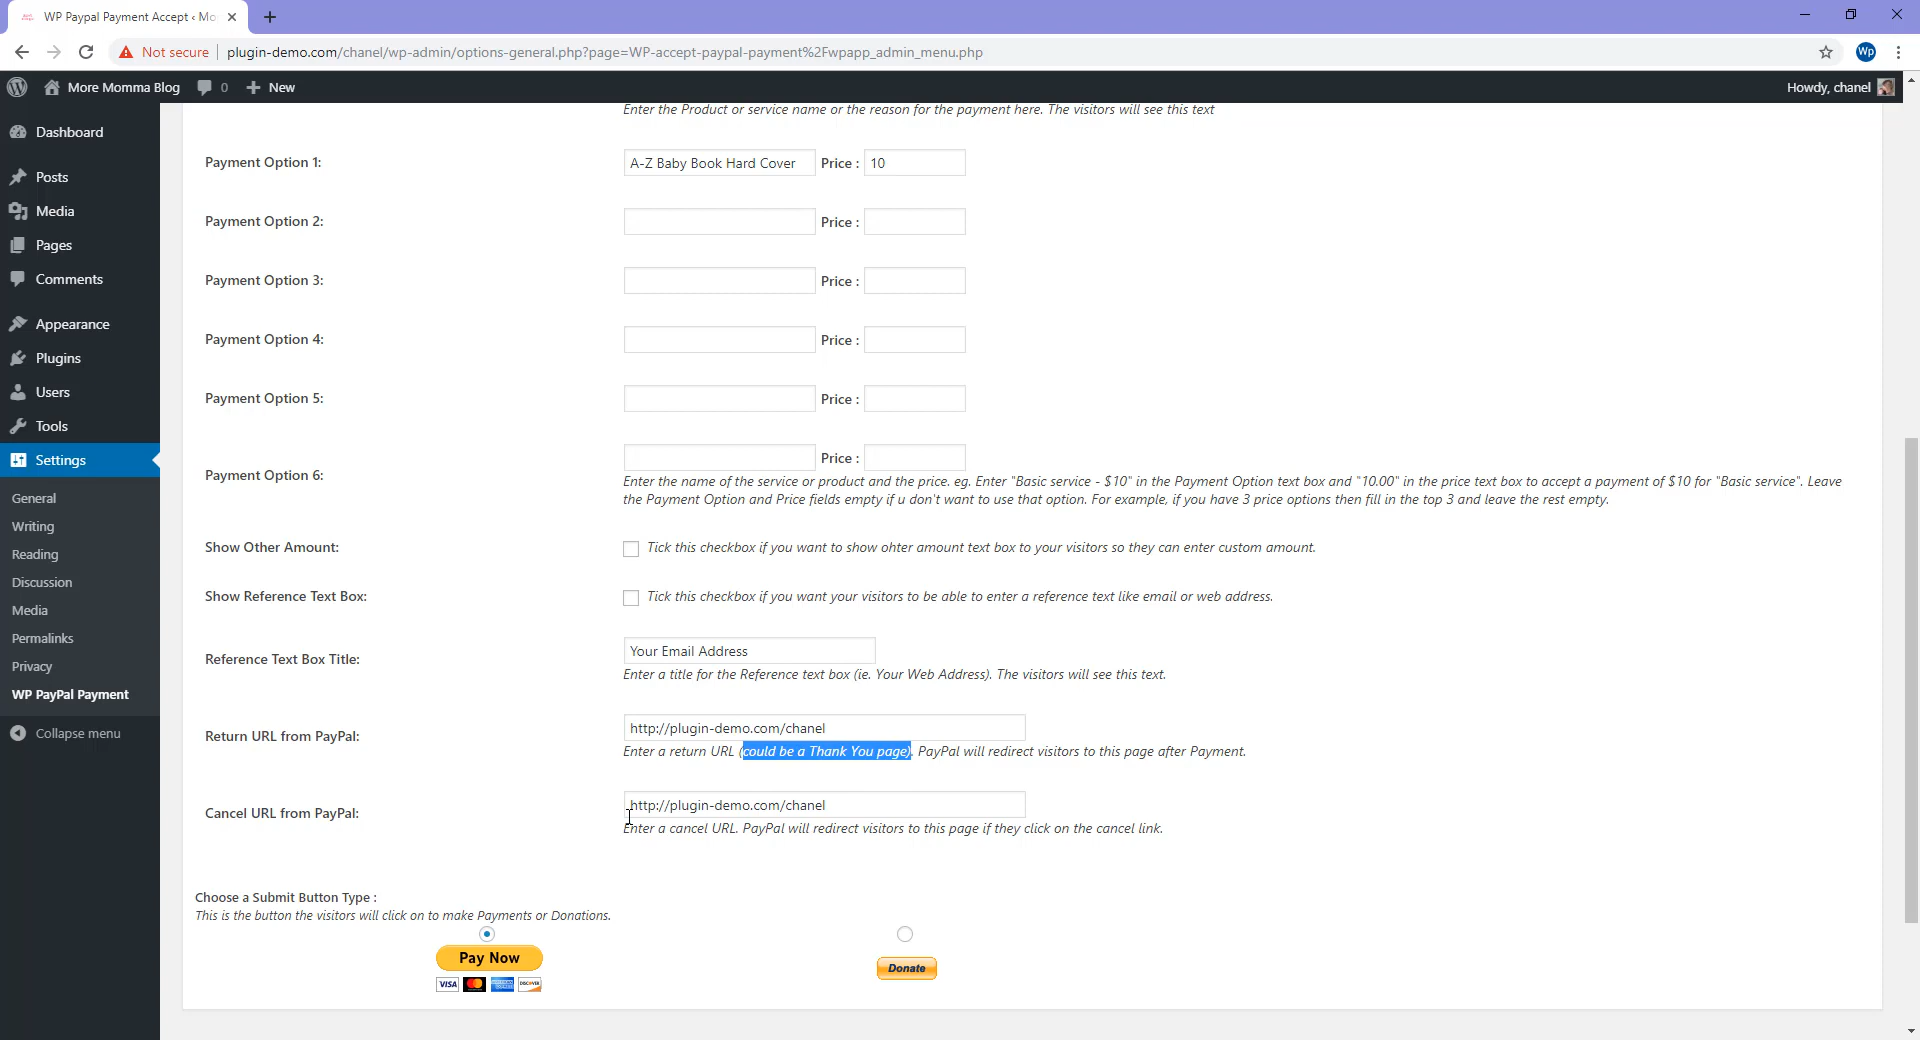 WP Paypal Payment Accept ‹ Mo
Not secure
plugin-demo.com/chanel/wp-admin/options-general.php?page=WP-accept-paypal-payment%2Fwpapp_admin_menu.php
Wp
More Momma Blog
0
New
Howdy, chanel
Dashboard
Posts
Media
Pages
Comments
Appearance
Plugins
Users
Tools
Settings
General
Writing
Reading
Discussion
Media
Permalinks
Privacy
WP PayPal Payment
Collapse menu
Enter the Product or service name or the reason for the payment here. The visitors will see this text
Payment Option 1: A-Z Baby Book Hard Cover Price : 10
Payment Option 2: Price :
Payment Option 3: Price :
Payment Option 4: Price :
Payment Option 5: Price :
Payment Option 6: Price :
Enter the name of the service or product and the price. eg. Enter "Basic service - $10" in the Payment Option text box and "10.00" in the price text box to accept a payment of $10 for "Basic service". Leave
the Payment Option and Price fields empty if u don't want to use that option. For example, if you have 3 price options then fill in the top 3 and leave the rest empty.
Show Other Amount: Tick this checkbox if you want to show ohter amount text box to your visitors so they can enter custom amount.
Show Reference Text Box: Tick this checkbox if you want your visitors to be able to enter a reference text like email or web address.
Reference Text Box Title: Your Email Address
Enter a title for the Reference text box (ie. Your Web Address). The visitors will see this text.
Return URL from PayPal: http://plugin-demo.com/chanel
Enter a return URL (could be a Thank You page). PayPal will redirect visitors to this page after Payment.
Cancel URL from PayPal: http://plugin-demo.com/chanel
Enter a cancel URL. PayPal will redirect visitors to this page if they click on the cancel link.
Choose a Submit Button Type :
This is the button the visitors will click on to make Payments or Donations.
Pay Now
VISA
DISCOVER
Donate